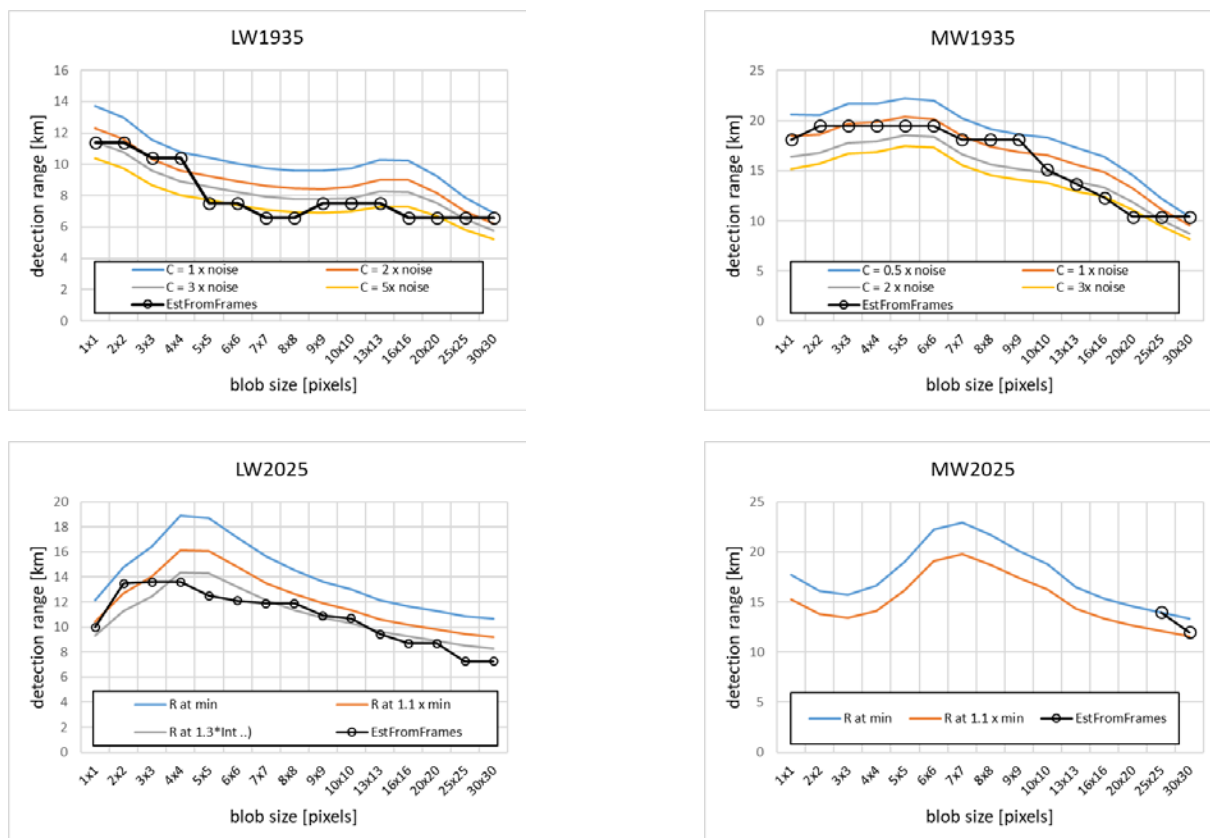 LW1935
detection range [km]
16
14
12
10
8
6
4
2
0
C = 1 x noise C = 2 x noise
C = 3 x noise C = 5x noise
EstFromFrames
1x1 2x2 3x3 4x4 5x5 6x6 7x7 8x8 9x9 10x10 13x13 16x16 20x20 25x25 30x30
blob size [pixels]
MW1935
detection range [km]
25
20
15
10
5
0
C = 0.5 x noise C = 1 x noise
C = 2 x noise C = 3x noise
EstFromFrames
1x1 2x2 3x3 4x4 5x5 6x6 7x7 8x8 9x9 10x10 13x13 16x16 20x20 25x25 30x30
blob size [pixels]
LW2025
detection range [km]
20
18
16
14
12
10
8
6
4
2
0
R at min R at 1.1 x min
R at 1.3*Int ..) EstFromFrames
1x1 2x2 3x3 4x4 5x5 6x6 7x7 8x8 9x9 10x10 13x13 16x16 20x20 25x25 30x30
blob size [pixels]
MW2025
detection range [km]
25
20
15
10
5
0
R at min R at 1.1 x min EstFromFrames
1x1 2x2 3x3 4x4 5x5 6x6 7x7 8x8 9x9 10x10 13x13 16x16 20x20 25x25 30x30
blob size [pixels]